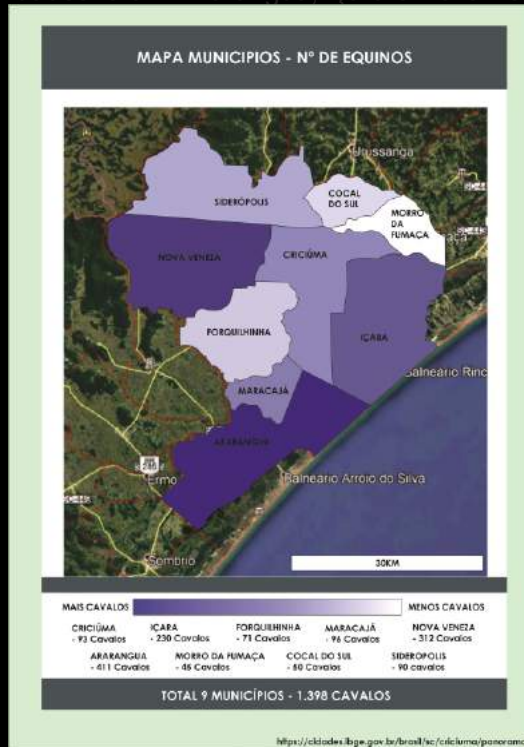 MAPA MUNICIPIOS - Nº DE EQUINOS
Urussanga
COCAL
DO SUL
SIDERÓPOLIS
MORRO
DA
FUMAÇA
NOVA VENEZA
CRICIÚMA
FORQUILHINHA
IÇARA
Balneário Rinc
MARACAJÁ
ARARANGUA
Ermo
Balneário Arroio do Silva
Sombrio
30KM
MAIS CAVALOS
MENOS CAVALOS
CRICIÚMA IÇARA FORQUILHINHA MARACAJÁ NOVA VENEZA
- 93 Cavalos - 230 Cavalos - 71 Cavalos - 96 Cavalos - 312 Cavalos
ARARANGUA MORRO DA FUMAÇA COCAL DO SUL SIDEROPOLIS
- 411 Cavalos - 45 Cavalos - 50 Cavalos - 90 cavalos
TOTAL 9 MUNICÍPIOS - 1.398 CAVALOS
https://cidades.ibge.gov.br/brasil/sc/criciuma/panorama